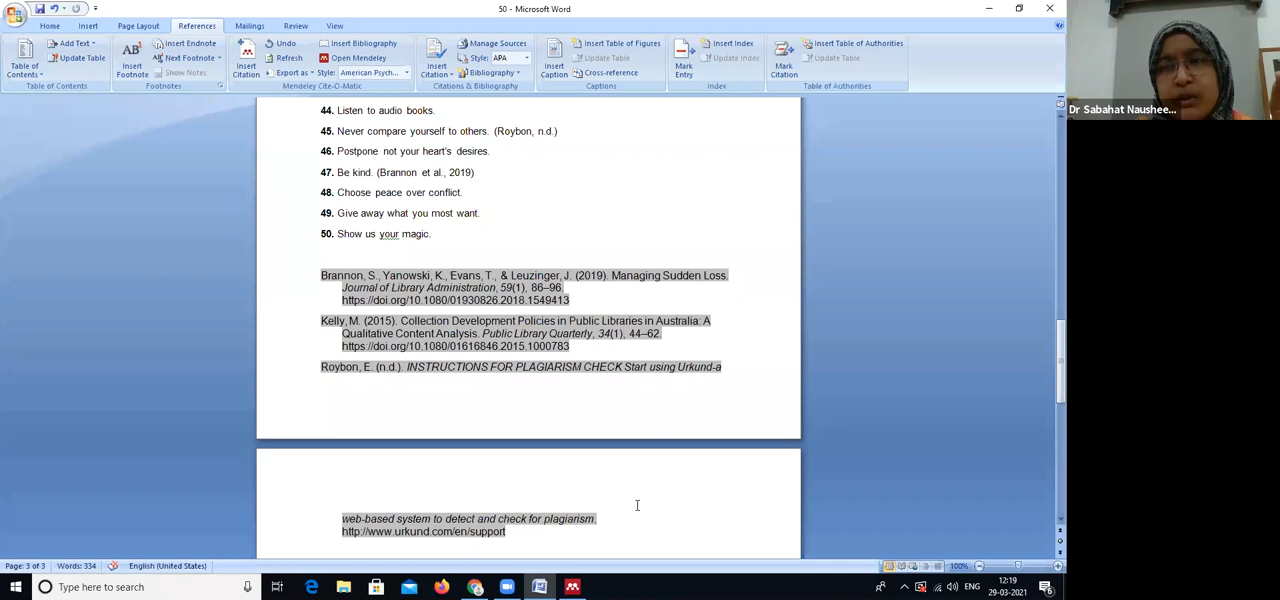 50 - Microsoft Word
Home Insert Page Layout References Mailings Review View
Table of Contents
Add Text
Update Table
Table of Contents
AB1
Insert Footnote
Insert Endnote
Next Footnote
Show Notes
Footnotes
Insert Citation
Undo
Refresh
Export as
Insert Bibliography
Open Mendeley
Style: American Psych...
Mendeley Cite-O-Matic
Insert Citation
Manage Sources
Style: APA
Bibliography
Citations & Bibliography
Insert Caption
Insert Table of Figures
Update Table
Cross-reference
Captions
Mark Entry
Insert Index
Update Index
Index
Mark Citation
Insert Table of Authorities
Update Table
Table of Authorities
Dr Sabahat Naushee...
44. Listen to audio books.
45. Never compare yourself to others. (Roybon, n.d.)
46. Postpone not your heart's desires.
47. Be kind. (Brannon et al., 2019)
48. Choose peace over conflict.
49. Give away what you most want.
50. Show us your magic.
Brannon, S., Yanowski, K., Evans, T., & Leuzinger, J. (2019). Managing Sudden Loss.
Journal of Library Administration, 59(1), 86–96.
https://doi.org/10.1080/01930826.2018.1549413
Kelly, M. (2015). Collection Development Policies in Public Libraries in Australia: A
Qualitative Content Analysis. Public Library Quarterly, 34(1), 44–62.
https://doi.org/10.1080/01616846.2015.1000783
Roybon, E. (n.d.). INSTRUCTIONS FOR PLAGIARISM CHECK Start using Urkund-a
web-based system to detect and check for plagiarism.
http://www.urkund.com/en/support
Page: 3 of 3 Words: 334 English (United States) 100%
Type here to search
ENG
12:19
29-03-2021
6